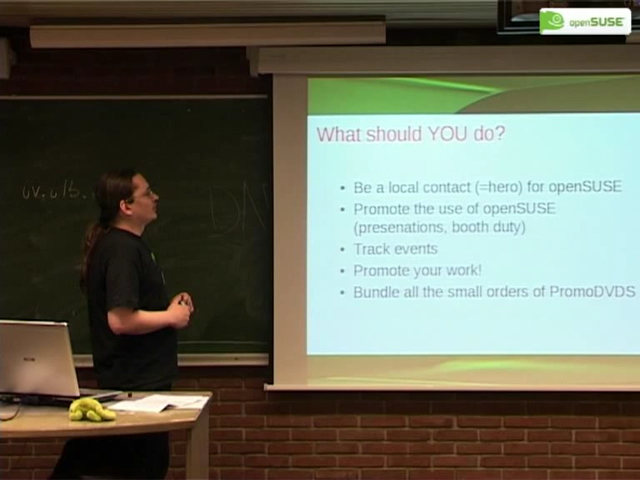 openSUSE
What should YOU do?
• Be a local contact (=hero) for openSUSE
• Promote the use of openSUSE
(presenations, booth duty)
• Track events
• Promote your work!
• Bundle all the small orders of PromoDVDS